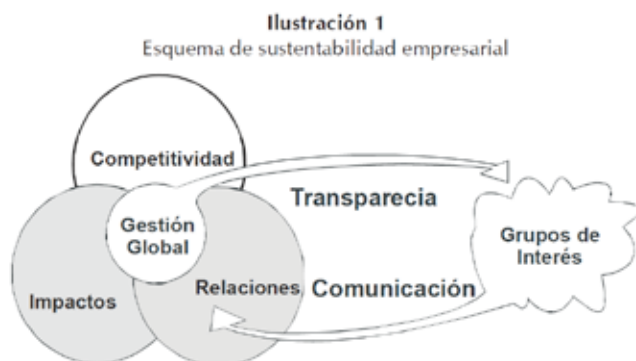 Ilustración 1
Esquema de sustentabilidad empresarial
Competitividad
Transparecia
Gestión
Global
Grupos de
Interés
Impactos
Relaciones
Comunicación